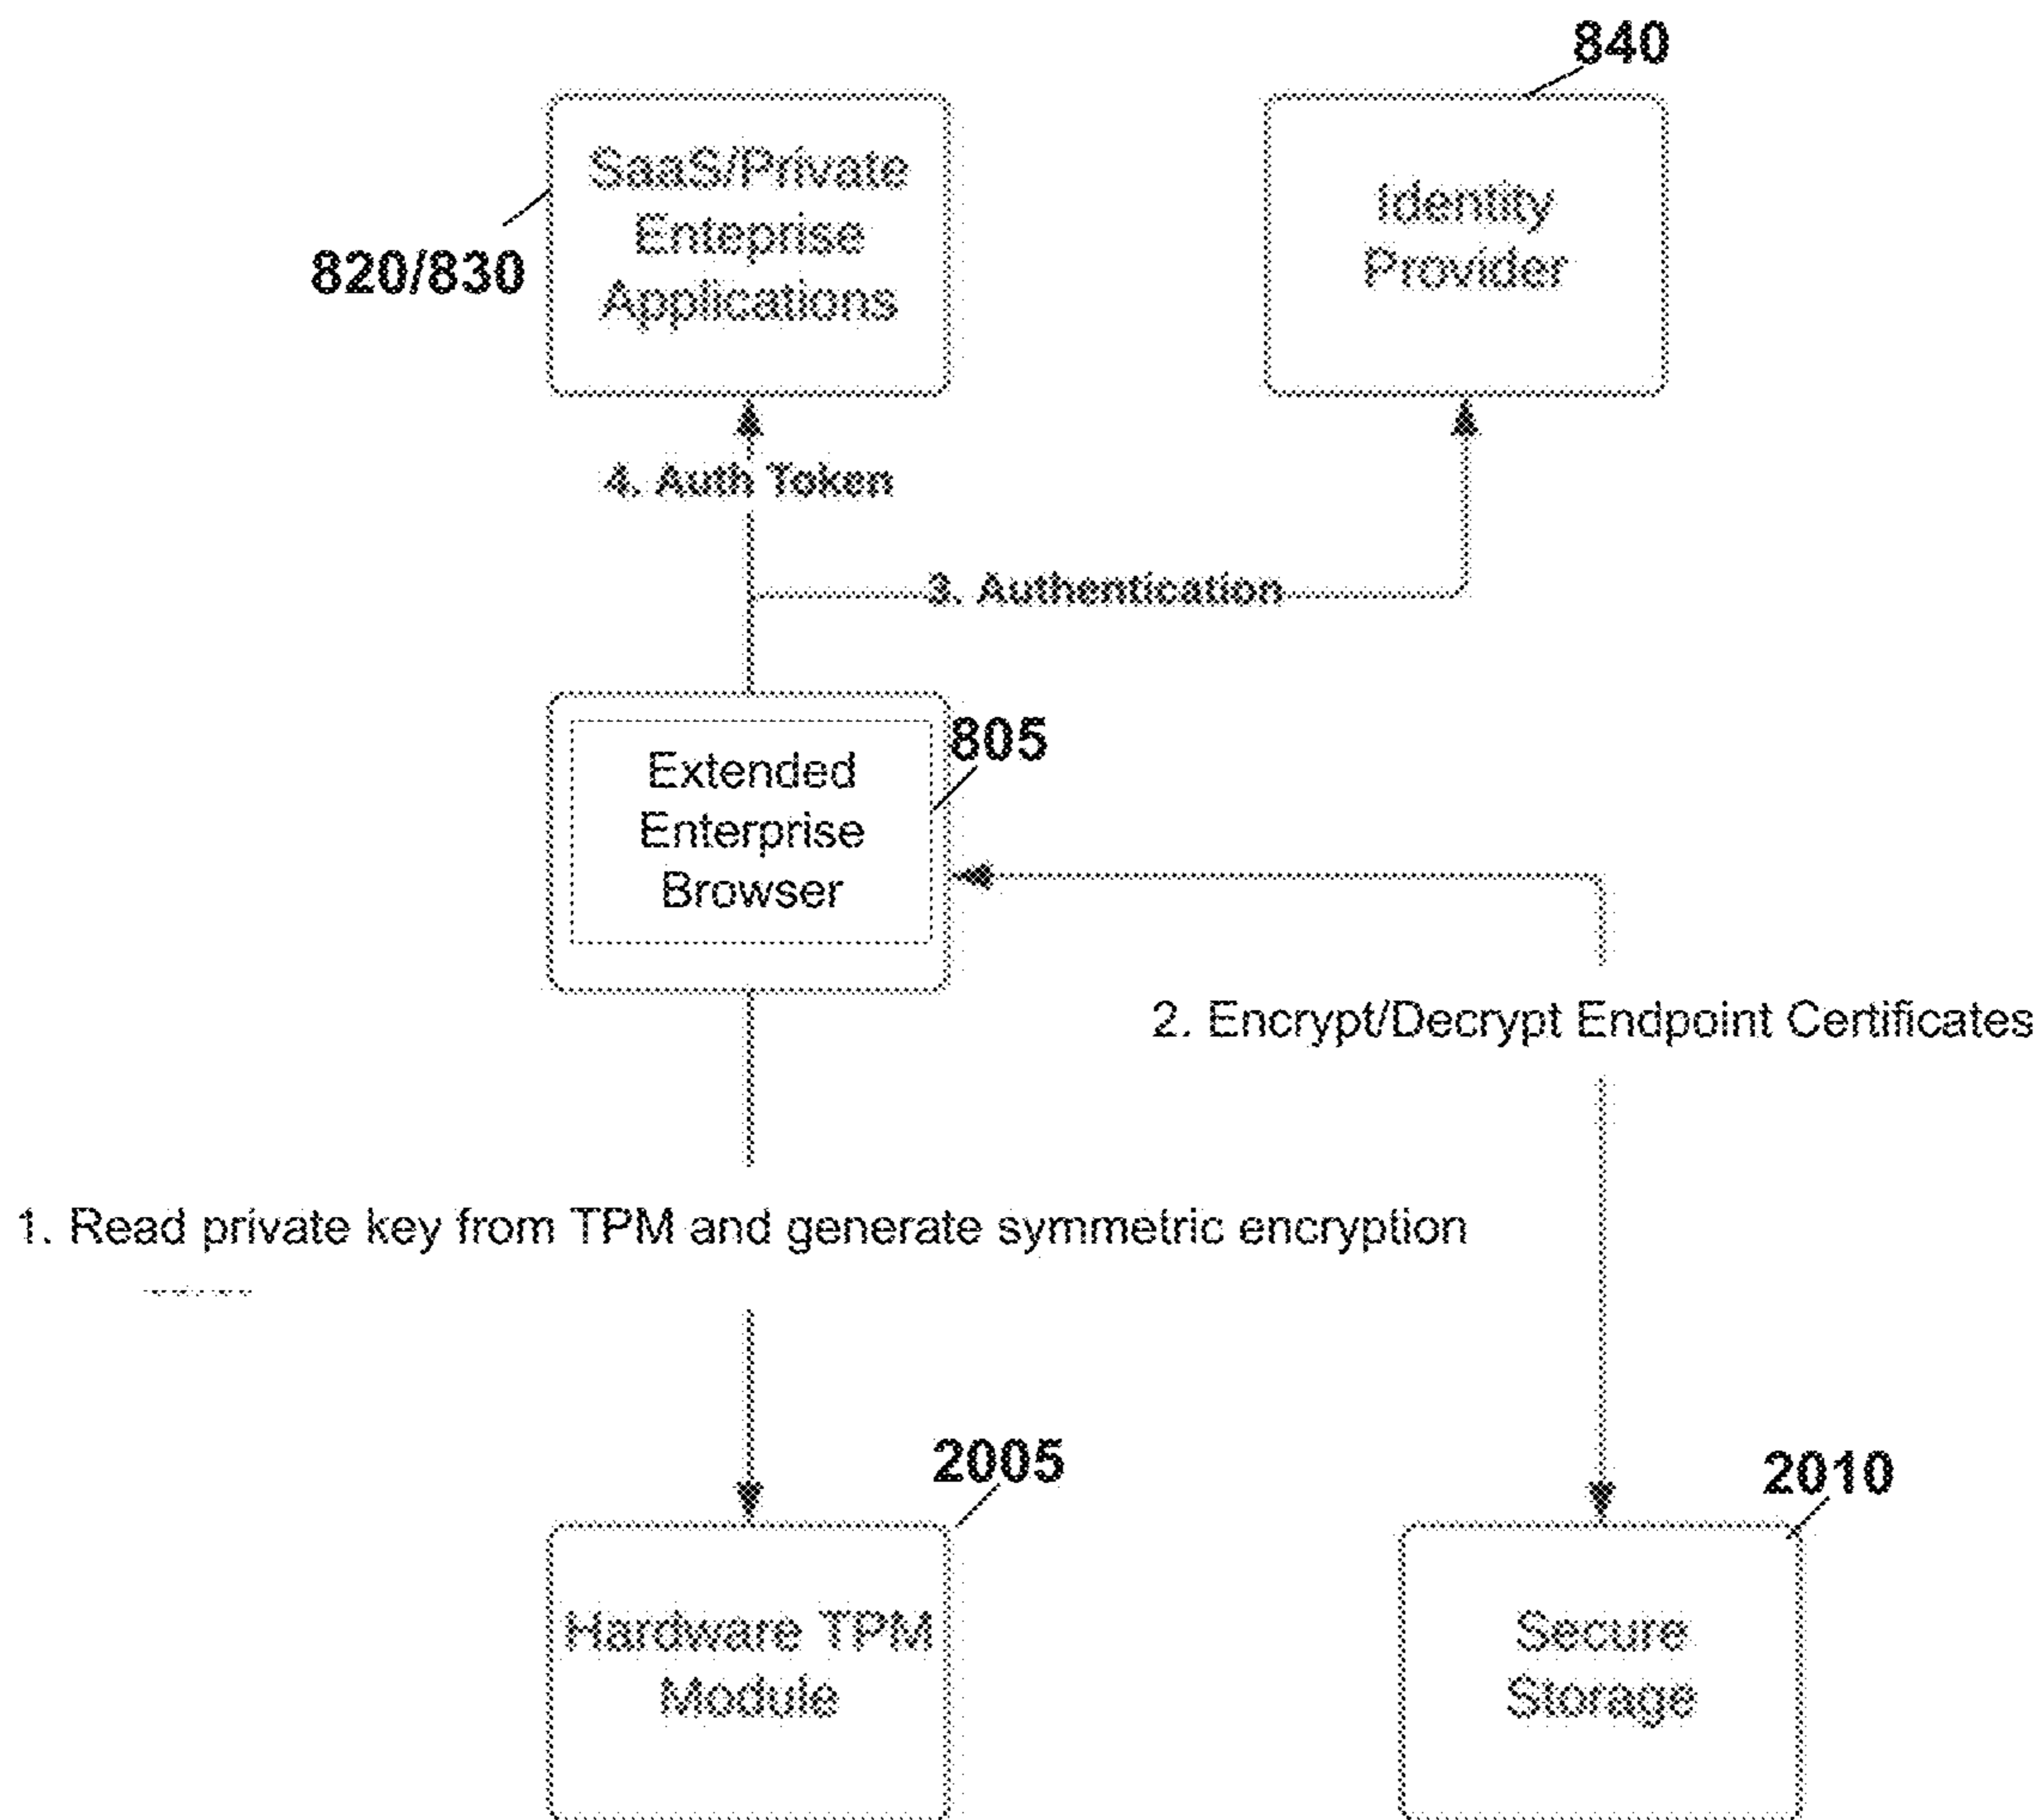 840
SaaS/Private
Enteprise
Applications
Identity
Provider
820/830
4. Auth Token
3. Authentication
805
Extended
Enterprise
Browser
2. Encrypt/Decrypt Endpoint Certificates
1. Read private key from TPM and generate symmetric encryption
2005
2010
Hardware TPM
Module
Secure
Storage